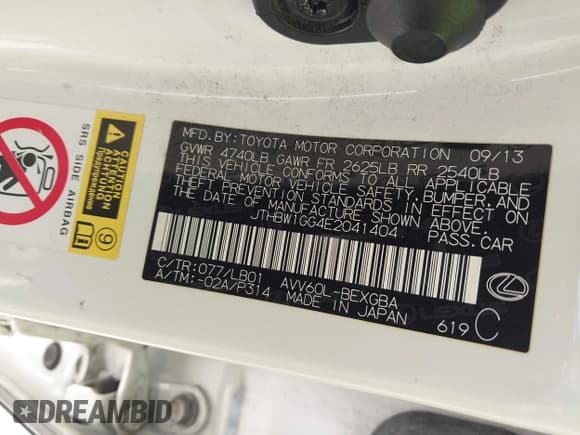 MFD.BY:TOYOTA MOTOR CORPORATION 09/13
GVWR 4740LB GAWR FR 2625LB RR 2540LB
THIS VEHICLE CONFORMS TO ALL APPLICABLE
FEDERAL MOTOR VEHICLE SAFETY,BUMPER,AND
THEFT PREVENTION STANDARDS IN EFFECT ON
THE DATE OF MANUFACTURE SHOWN ABOVE.
JTHBW1GG4E2041404 PASS.CAR
C/TR:077/LB01 AVV60L-BEXGBA
A/TM:-02A/P314 MADE IN JAPAN
619 C
SRS SIDE AIRBAG
9
DREAMBID